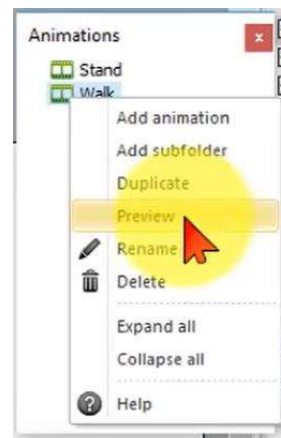 Animations
Stand
Walk
Add animation
Add subfolder
Duplicate
Preview
Rename
Delete
Expand all
Collapse all
Help